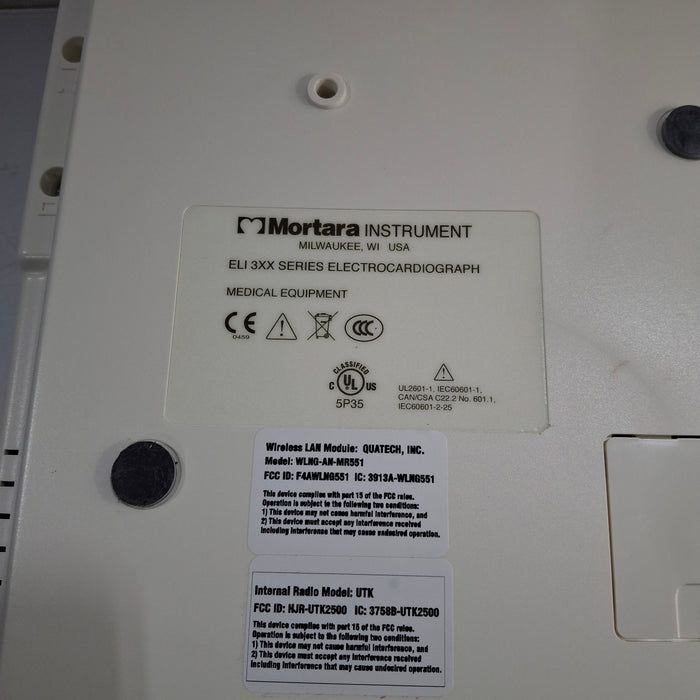 Mortara INSTRUMENT
MILWAUKEE, WI USA
ELI 3XX SERIES ELECTROCARDIOGRAPH
MEDICAL EQUIPMENT
CE
0459
CCC
CLASSIFIED
C UL US
5P35
UL2601-1, IEC60601-1,
CAN/CSA C22.2 No. 601.1,
IEC60601-2-25
Wireless LAN Module: QUATECH, INC.
Model: WLNG-AN-MR551
FCC ID: F4AWLNG551 IC: 3913A-WLNG551
This device complies with part 15 of the FCC rules.
Operation is subject to the following two conditions:
1) This device may not cause harmful interference, and
2) This device must accept any interference received
including interference that may cause undesired operation.
Internal Radio Model: UTK
FCC ID: HJR-UTK2500 IC: 3758B-UTK2500
This device complies with part 15 of the FCC rules.
Operation is subject to the following two conditions:
1) This device may not cause harmful interference, and
2) This device must accept any interference received
including interference that may cause undesired operation.